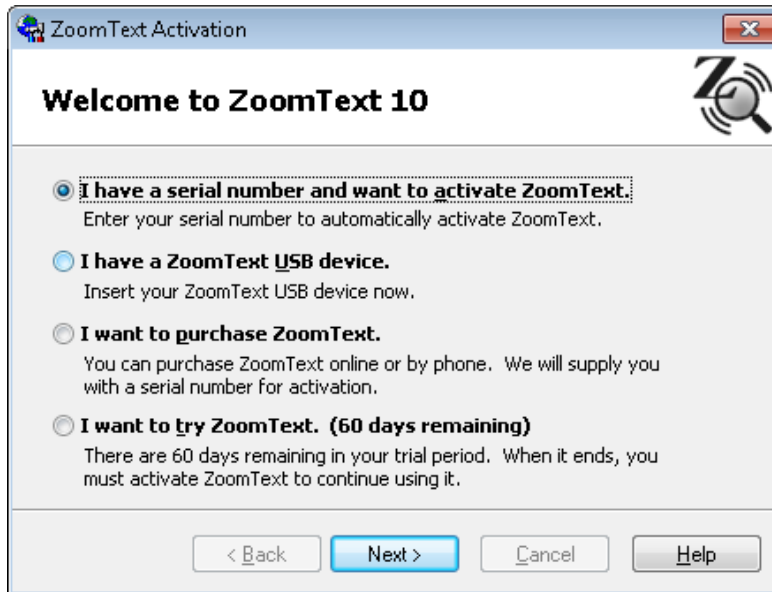 ZoomText Activation
Welcome to ZoomText 10
I have a serial number and want to activate ZoomText.
Enter your serial number to automatically activate ZoomText.
I have a ZoomText USB device.
Insert your ZoomText USB device now.
I want to purchase ZoomText.
You can purchase ZoomText online or by phone.  We will supply you
with a serial number for activation.
I want to try ZoomText.  (60 days remaining)
There are 60 days remaining in your trial period.  When it ends, you
must activate ZoomText to continue using it.
< Back Next > Cancel Help